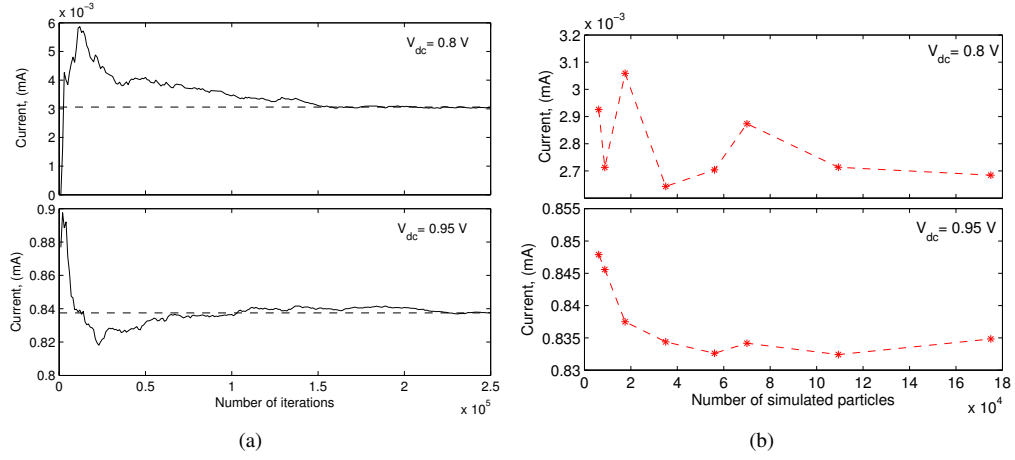 x 10⁻³
6
5
4
3
2
1
0
Current, (mA)
V_dc= 0.8 V
0.9
0.88
0.86
0.84
0.82
0.8
Current, (mA)
V_dc= 0.95 V
0 0.5 1 1.5 2 2.5
Number of iterations
x 10⁵
(a)
x 10⁻³
3.2
3.1
3
2.9
2.8
2.7
Current, (mA)
V_dc= 0.8 V
0.855
0.85
0.845
0.84
0.835
0.83
Current, (mA)
V_dc= 0.95 V
0 2 4 6 8 10 12 14 16 18
Number of simulated particles
x 10⁴
(b)